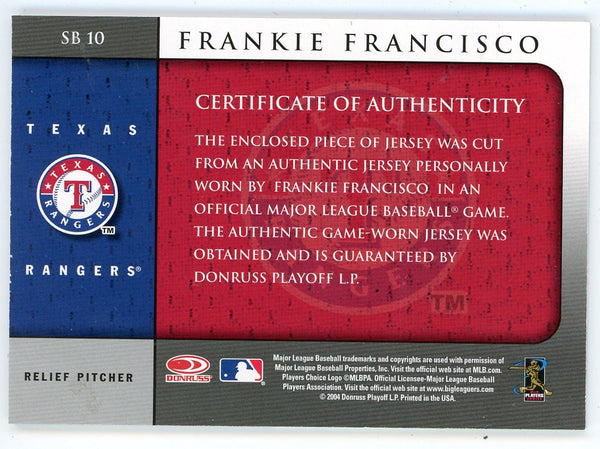 SB 10
FRANKIE FRANCISCO
CERTIFICATE OF AUTHENTICITY
THE ENCLOSED PIECE OF JERSEY WAS CUT
FROM AN AUTHENTIC JERSEY PERSONALLY
WORN BY FRANKIE FRANCISCO IN AN
OFFICIAL MAJOR LEAGUE BASEBALL® GAME.
THE AUTHENTIC GAME-WORN JERSEY WAS
OBTAINED AND IS GUARANTEED BY
DONRUSS PLAYOFF L.P.
TM
TEXAS
TEXAS
T
RANGERS
TM
RANGERS®
RELIEF PITCHER
DONRUSS
Major League Baseball trademarks and copyrights are used with permission of
Major League Baseball Properties, Inc. Visit the official web site at MLB.com.
Players Choice Logo ©MLBPA. Official Licensee-Major League Baseball
Players Association. Visit the official web site at www.bigleaguers.com
© 2004 Donruss Playoff L.P. Printed in the USA.
PLAYERS
CHOICE